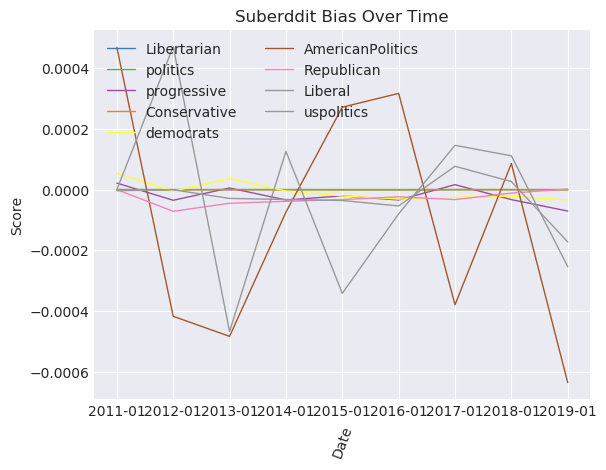 Suberddit Bias Over Time
Libertarian
politics
progressive
Conservative
democrats
AmericanPolitics
Republican
Liberal
uspolitics
0.0004
0.0002
0.0000
−0.0002
−0.0004
−0.0006
Score
2011-01 2012-01 2013-01 2014-01 2015-01 2016-01 2017-01 2018-01 2019-01
Date